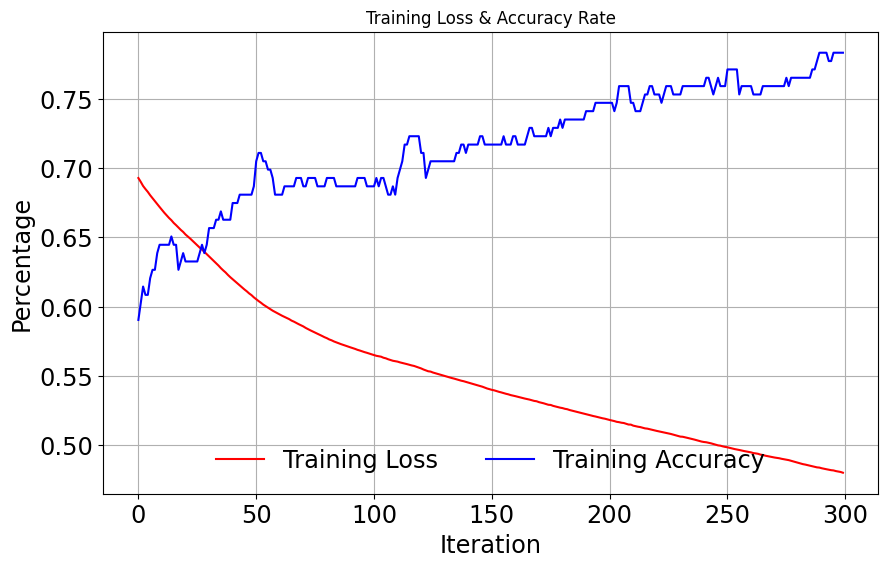 Training Loss & Accuracy Rate
Percentage
0.75
0.70
0.65
0.60
0.55
0.50
Training Loss Training Accuracy
0 50 100 150 200 250 300
Iteration